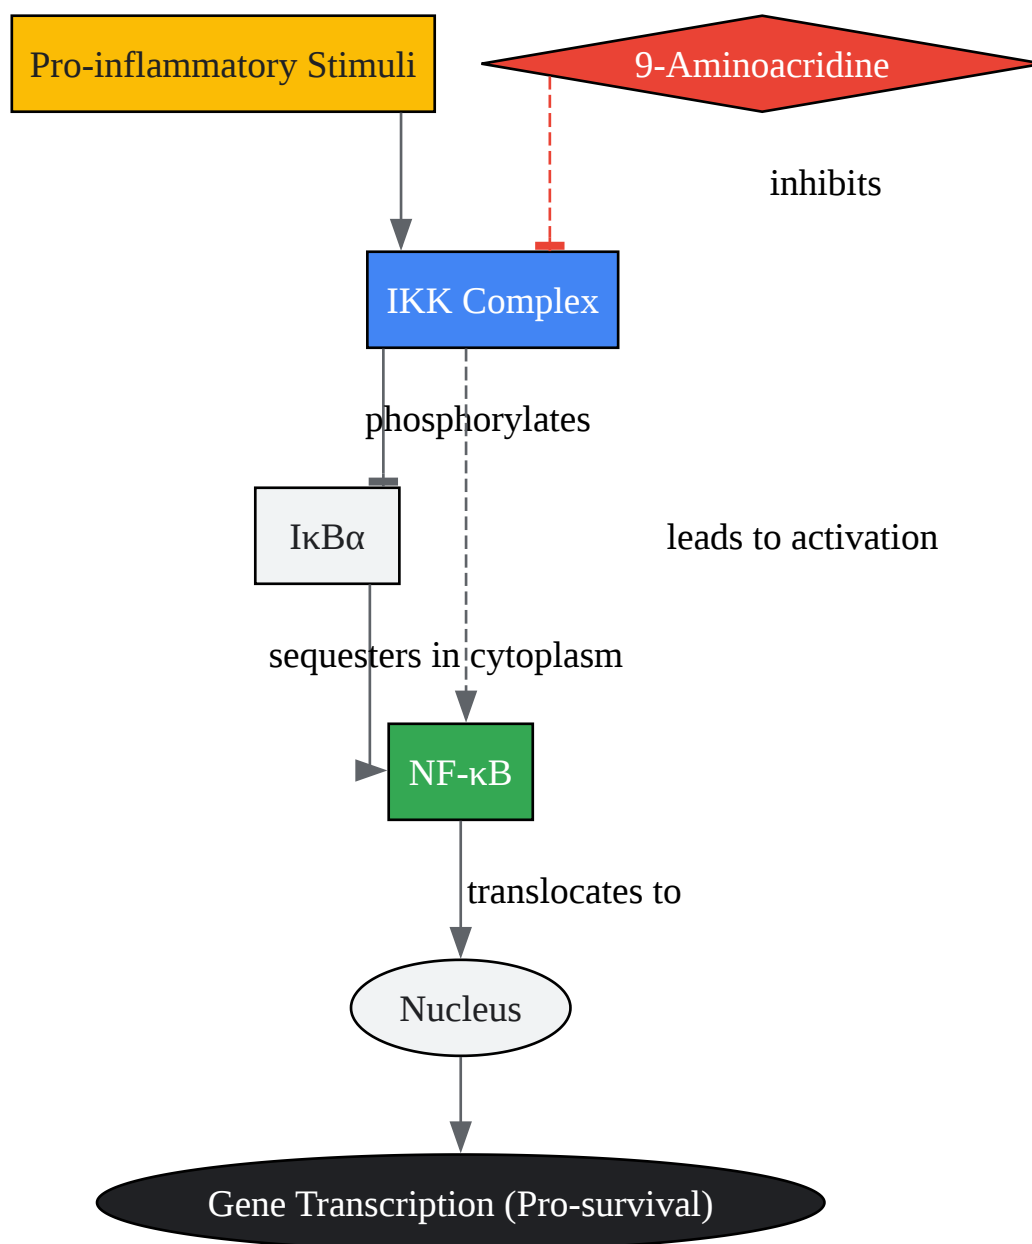 Pro-inflammatory Stimuli
9-Aminoacridine
inhibits
IKK Complex
phosphorylates
IκBα
leads to activation
sequesters in cytoplasm
NF-κB
translocates to
Nucleus
Gene Transcription (Pro-survival)